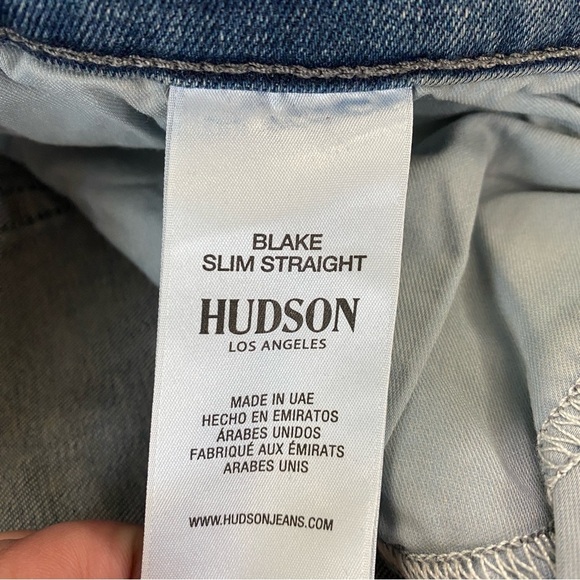 BLAKE
SLIM STRAIGHT
HUDSON
LOS ANGELES
MADE IN UAE
HECHO EN EMIRATOS
ÁRABES UNIDOS
FABRIQUÉ AUX ÉMIRATS
ARABES UNIS
WWW.HUDSONJEANS.COM